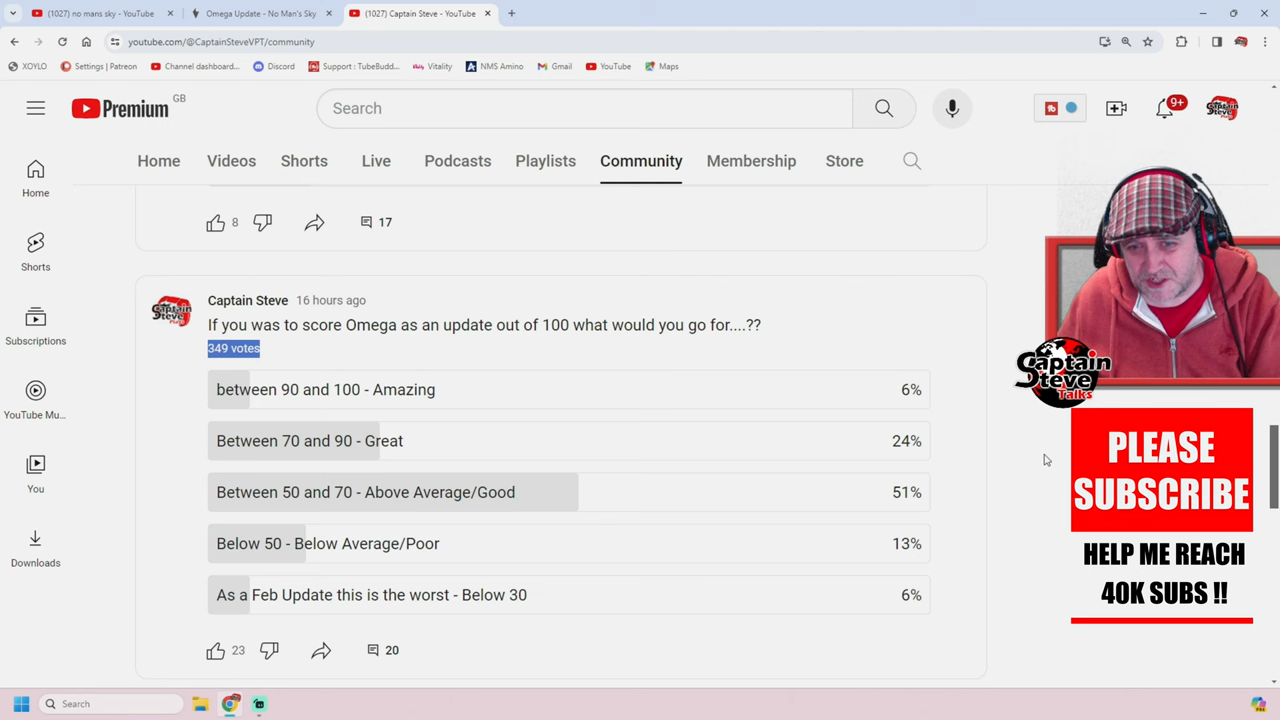 (1027) no mans sky - YouTube
Omega Update - No Man's Sky
(1027) Captain Steve - YouTube
youtube.com/@CaptainSteveVPT/community
XOYLO
Settings | Patreon
Channel dashboard...
Discord
Support : TubeBudd...
Vitality
NMS Amino
Gmail
YouTube
Maps
Premium GB
Search
9+
Home Videos Shorts Live Podcasts Playlists Community Membership Store
Home
Shorts
Subscriptions
YouTube Mu...
You
Downloads
8 17
Captain Steve 16 hours ago
If you was to score Omega as an update out of 100 what would you go for....??
349 votes
between 90 and 100 - Amazing 6%
Between 70 and 90 - Great 24%
Between 50 and 70 - Above Average/Good 51%
Below 50 - Below Average/Poor 13%
As a Feb Update this is the worst - Below 30 6%
23 20
Captain
Steve
Talks
PLEASE
SUBSCRIBE
HELP ME REACH
40K SUBS !!
Search